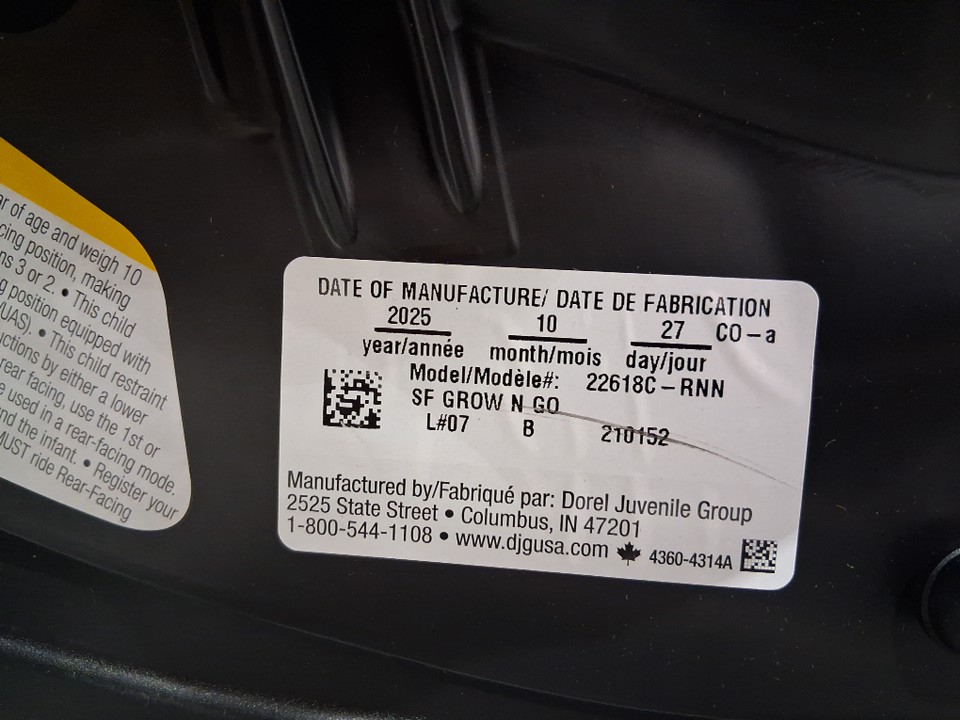 ar of age and weigh 10
cing position, making
ns 3 or 2. • This child
g position equipped with
UAS). • This child restraint
uctions by either a lower
rear facing, use the 1st or
e used in a rear-facing mode.
nd the infant. • Register your
MUST ride Rear-Facing
DATE OF MANUFACTURE/ DATE DE FABRICATION
2025 10 27 CO-a
year/année month/mois day/jour
Model/Modèle#: 22618C-RNN
SF GROW N GO
L#07 B 210152
Manufactured by/Fabriqué par: Dorel Juvenile Group
2525 State Street • Columbus, IN 47201
1-800-544-1108 • www.djgusa.com 4360-4314A